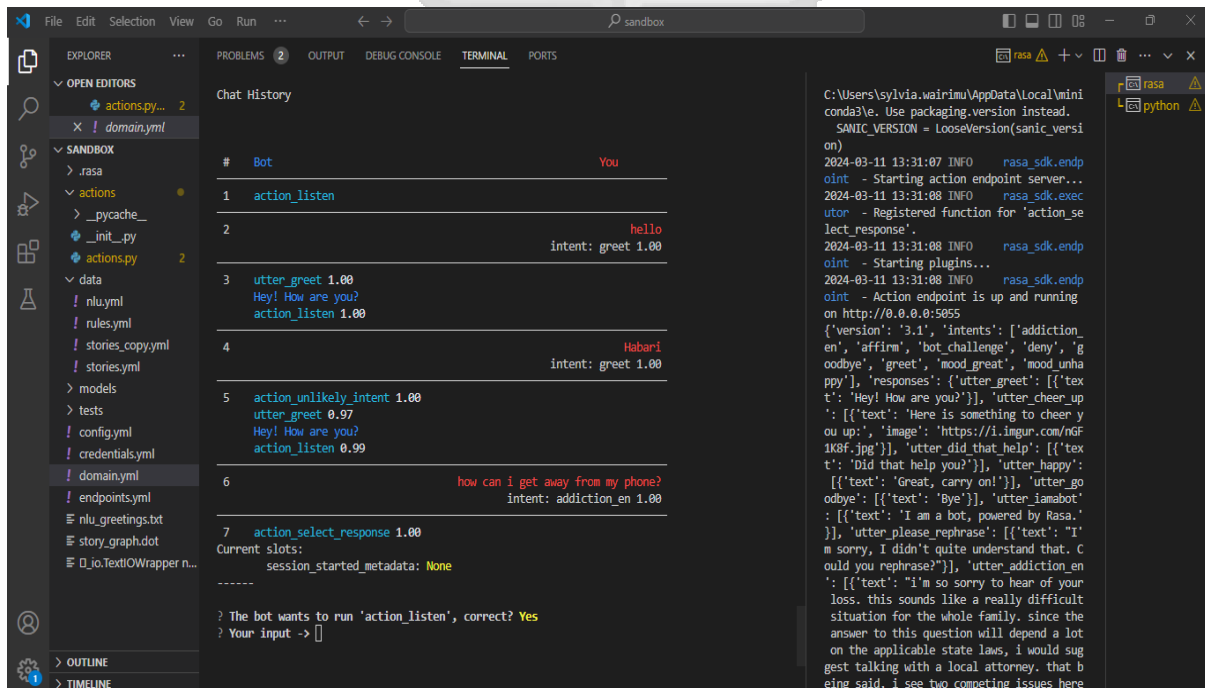 File Edit Selection View Go Run ··· ← → sandbox
EXPLORER ···
OPEN EDITORS
actions.py... 2
× ! domain.yml
SANDBOX
> .rasa
actions
> __pycache__
__init__.py
actions.py 2
data
! nlu.yml
! rules.yml
! stories_copy.yml
! stories.yml
> models
> tests
! config.yml
! credentials.yml
! domain.yml
! endpoints.yml
nlu_greetings.txt
story_graph.dot
_io.TextIOWrapper n...
1
> OUTLINE
> TIMELINE
PROBLEMS 2 OUTPUT DEBUG CONSOLE TERMINAL PORTS
rasa
Chat History
# Bot You
1 action_listen
2 hello
intent: greet 1.00
3 utter_greet 1.00
Hey! How are you?
action_listen 1.00
4 Habari
intent: greet 1.00
5 action_unlikely_intent 1.00
utter_greet 0.97
Hey! How are you?
action_listen 0.99
6 how can i get away from my phone?
intent: addiction_en 1.00
7 action_select_response 1.00
Current slots:
session_started_metadata: None
------
? The bot wants to run 'action_listen', correct? Yes
? Your input ->
C:\Users\sylvia.wairimu\AppData\Local\mini
conda3\e. Use packaging.version instead.
SANIC_VERSION = LooseVersion(sanic_versi
on)
2024-03-11 13:31:07 INFO rasa_sdk.endp
oint - Starting action endpoint server...
2024-03-11 13:31:08 INFO rasa_sdk.exec
utor - Registered function for 'action_se
lect_response'.
2024-03-11 13:31:08 INFO rasa_sdk.endp
oint - Starting plugins...
2024-03-11 13:31:08 INFO rasa_sdk.endp
oint - Action endpoint is up and running
on http://0.0.0.0:5055
{'version': '3.1', 'intents': ['addiction_
en', 'affirm', 'bot_challenge', 'deny', 'g
oodbye', 'greet', 'mood_great', 'mood_unha
ppy'], 'responses': {'utter_greet': [{'tex
t': 'Hey! How are you?'}], 'utter_cheer_up
': [{'text': 'Here is something to cheer y
ou up:', 'image': 'https://i.imgur.com/nGF
1K8f.jpg'}], 'utter_did_that_help': [{'tex
t': 'Did that help you?'}], 'utter_happy':
[{'text': 'Great, carry on!'}], 'utter_go
odbye': [{'text': 'Bye'}], 'utter_iamabot'
: [{'text': 'I am a bot, powered by Rasa.'
}], 'utter_please_rephrase': [{'text': "I'
m sorry, I didn't quite understand that. C
ould you rephrase?"}], 'utter_addiction_en
': [{'text': "i'm so sorry to hear of your
loss. this sounds like a really difficult
situation for the whole family. since the
answer to this question will depend a lot
on the applicable state laws, i would sug
gest talking with a local attorney. that b
eing said, i see two competing issues here
rasa
python